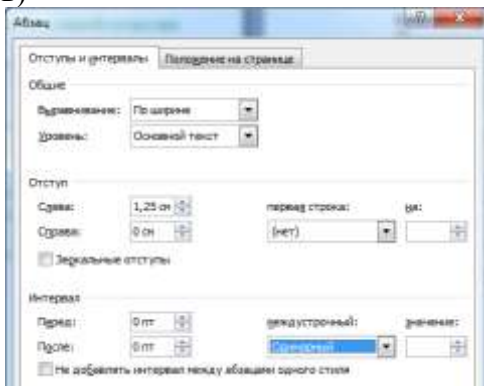 Абзац
Отступы и интервалы Положение на странице
Общие
Выравнивание: По ширине
Уровень: Основной текст
Отступ
Слева: 1,25 см первая строка: на:
Справа: 0 см (нет)
Зеркальные отступы
Интервал
Перед: 0 пт междустрочный: значение:
После: 0 пт Одинарный
Не добавлять интервал между абзацами одного стиля